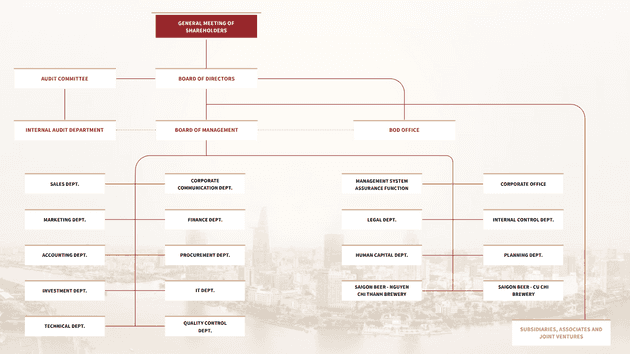 GENERAL MEETING OF
SHAREHOLDERS
AUDIT COMMITTEE
BOARD OF DIRECTORS
INTERNAL AUDIT DEPARTMENT
BOARD OF MANAGEMENT
BOD OFFICE
SALES DEPT.
CORPORATE
COMMUNICATION DEPT.
MANAGEMENT SYSTEM
ASSURANCE FUNCTION
CORPORATE OFFICE
MARKETING DEPT.
FINANCE DEPT.
LEGAL DEPT.
INTERNAL CONTROL DEPT.
ACCOUNTING DEPT.
PROCUREMENT DEPT.
HUMAN CAPITAL DEPT.
PLANNING DEPT.
INVESTMENT DEPT.
IT DEPT.
SAIGON BEER - NGUYEN
CHI THANH BREWERY
SAIGON BEER - CU CHI
BREWERY
TECHNICAL DEPT.
QUALITY CONTROL
DEPT.
SUBSIDIARIES, ASSOCIATES AND
JOINT VENTURES